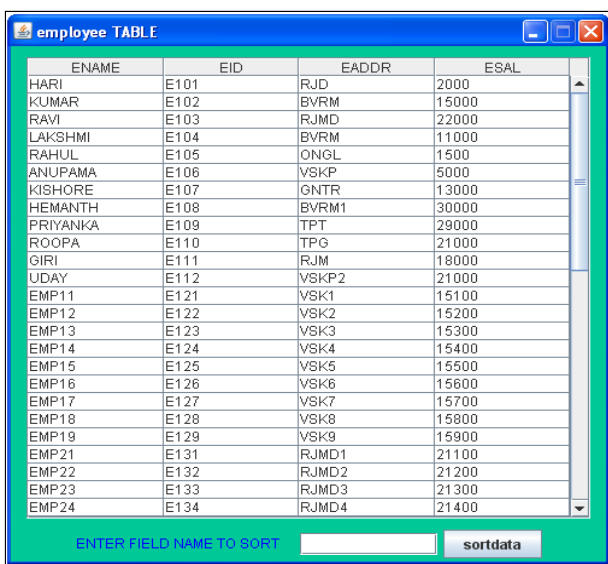 employee TABLE
ENAME EID EADDR ESAL
HARI E101 RJD 2000
KUMAR E102 BVRM 15000
RAVI E103 RJMD 22000
LAKSHMI E104 BVRM 11000
RAHUL E105 ONGL 1500
ANUPAMA E106 VSKP 5000
KISHORE E107 GNTR 13000
HEMANTH E108 BVRM1 30000
PRIYANKA E109 TPT 29000
ROOPA E110 TPG 21000
GIRI E111 RJM 18000
UDAY E112 VSKP2 21000
EMP11 E121 VSK1 15100
EMP12 E122 VSK2 15200
EMP13 E123 VSK3 15300
EMP14 E124 VSK4 15400
EMP15 E125 VSK5 15500
EMP16 E126 VSK6 15600
EMP17 E127 VSK7 15700
EMP18 E128 VSK8 15800
EMP19 E129 VSK9 15900
EMP21 E131 RJMD1 21100
EMP22 E132 RJMD2 21200
EMP23 E133 RJMD3 21300
EMP24 E134 RJMD4 21400
ENTER FIELD NAME TO SORT sortdata